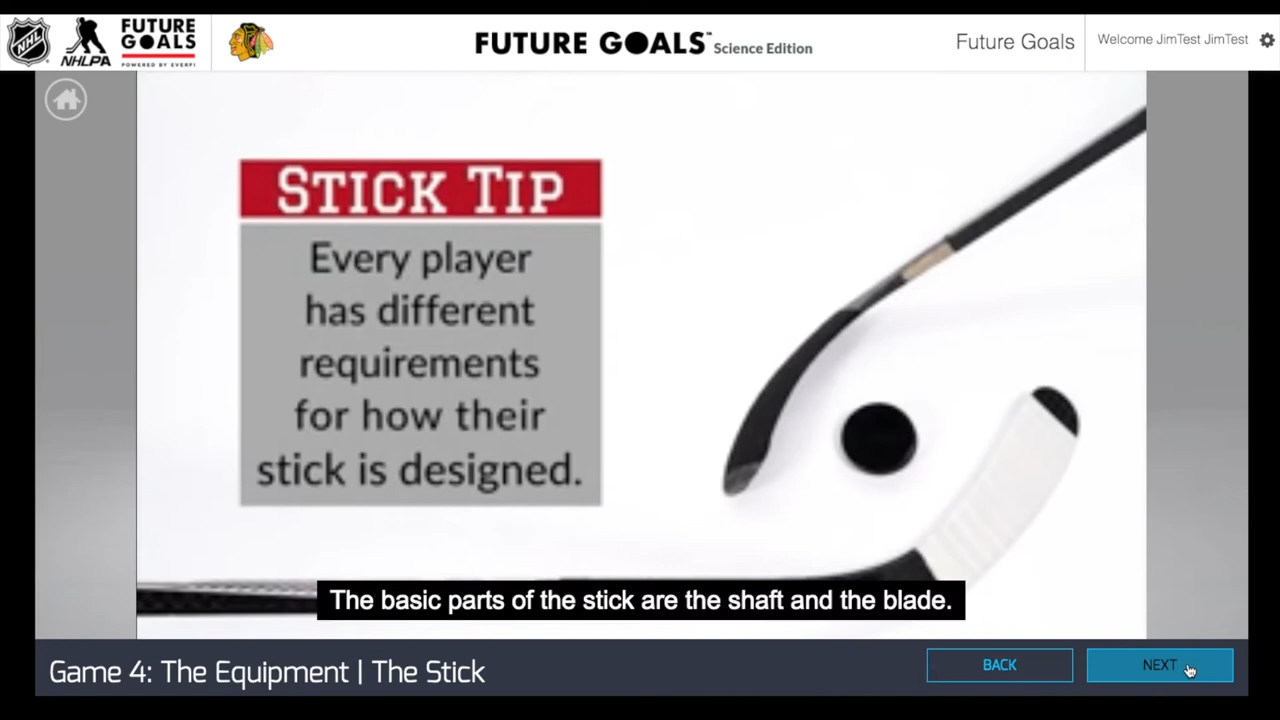 NHL
NHLPA
FUTURE
GOALS
POWERED BY EVERFI
FUTURE GOALS™ Science Edition
Future Goals
Welcome JimTest JimTest
STICK TIP
Every player
has different
requirements
for how their
stick is designed.
The basic parts of the stick are the shaft and the blade.
Game 4: The Equipment | The Stick
BACK
NEXT